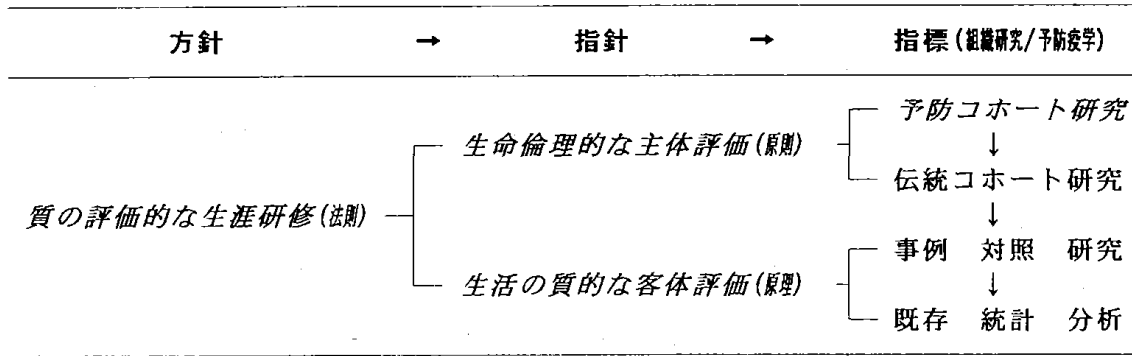 方針 → 指針 → 指標(組織研究/予防疫学)
予防コホート研究
生命倫理的な主体評価(原則)
↓
伝統コホート研究
質の評価的な生涯研修(法則)
↓
事例 対照 研究
生活の質的な客体評価(原理)
↓
既存 統計 分析